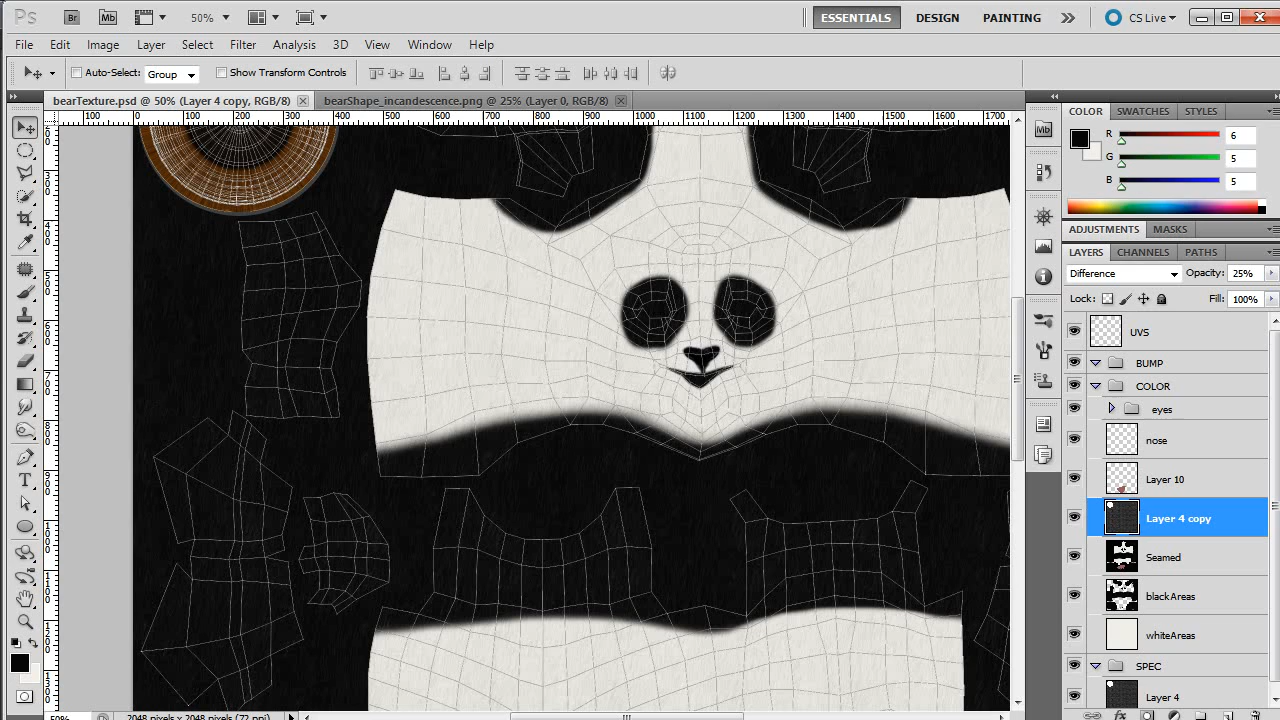 Ps Br Mb 50% ESSENTIALS DESIGN PAINTING CS Live
File Edit Image Layer Select Filter Analysis 3D View Window Help
Auto-Select: Group Show Transform Controls
bearTexture.psd @ 50% (Layer 4 copy, RGB/8) bearShape_incandescence.png @ 25% (Layer 0, RGB/8)
100 0 100 200 300 400 500 600 700 800 900 1000 1100 1200 1300 1400 1500 1600 1700
COLOR SWATCHES STYLES
Mb
R 6
G 5
B 5
ADJUSTMENTS MASKS
LAYERS CHANNELS PATHS
Difference Opacity: 25%
Lock: Fill: 100%
UVS
BUMP
COLOR
eyes
nose
Layer 10
Layer 4 copy
Seamed
blackAreas
whiteAreas
SPEC
Layer 4
50% 2048 pixels x 2048 pixels (72 ppi)